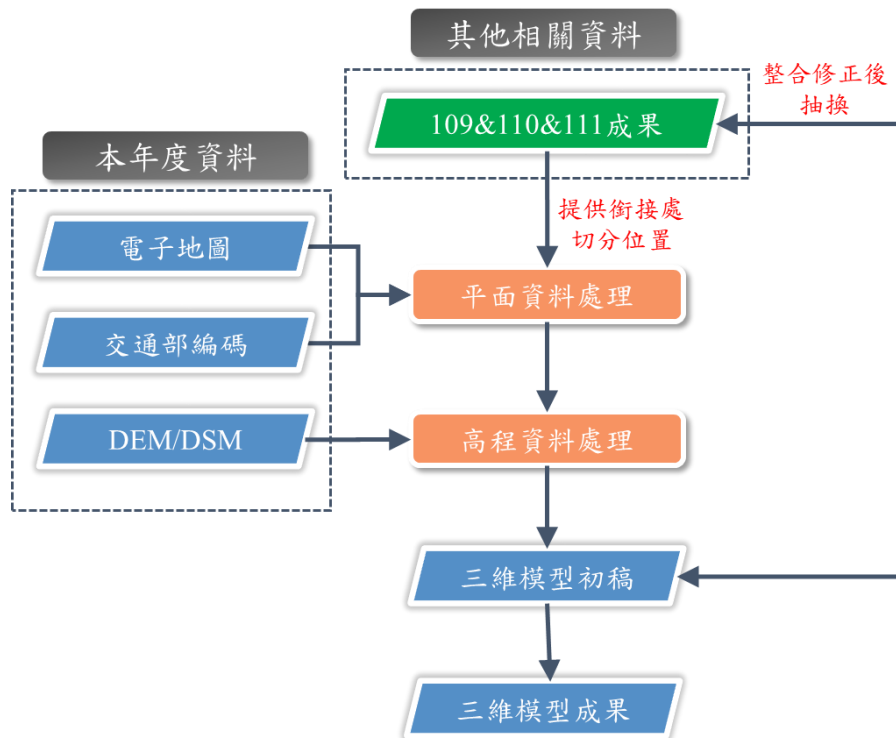 其他相關資料
整合修正後
抽換
109&110&111成果
本年度資料
提供銜接處
切分位置
電子地圖
平面資料處理
交通部編碼
DEM/DSM
高程資料處理
三維模型初稿
三維模型成果